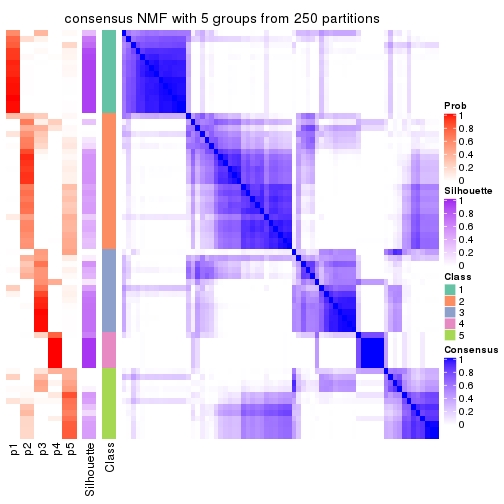 consensus NMF with 5 groups from 250 partitions
Prob
1
0.8
0.6
0.4
0.2
0
Silhouette
1
0.8
0.6
0.4
0.2
0
Class
1
2
3
4
5
Consensus
1
0.8
0.6
0.4
0.2
0
p1
p2
p3
p4
p5
Silhouette
Class